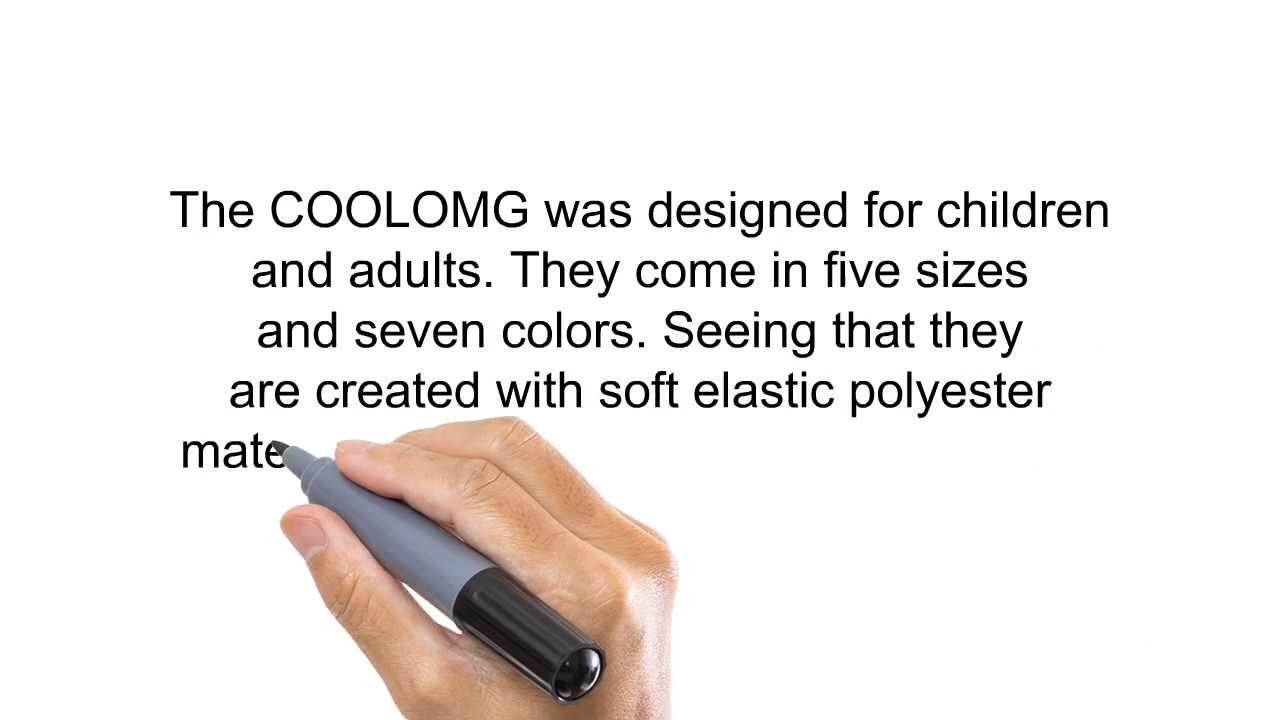 The COOLOMG was designed for children
and adults. They come in five sizes
and seven colors. Seeing that they
are created with soft elastic polyester
mate